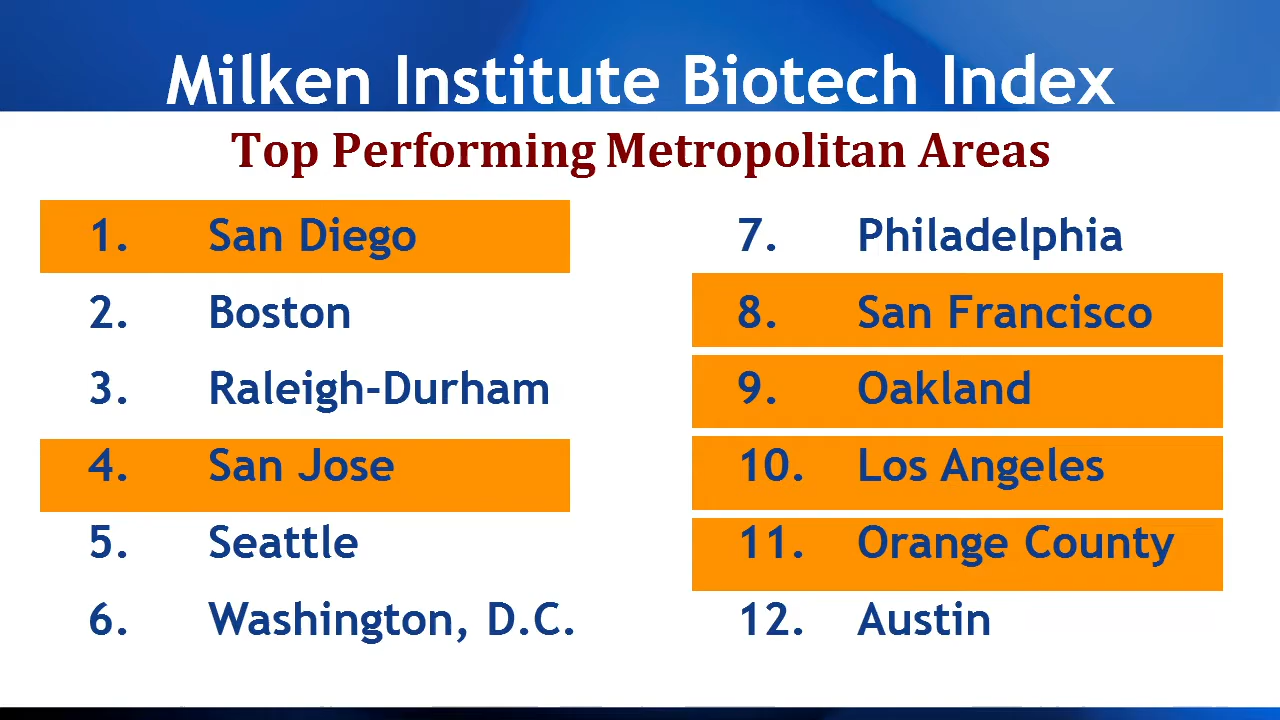 Milken Institute Biotech Index
Top Performing Metropolitan Areas
1. San Diego
2. Boston
3. Raleigh-Durham
4. San Jose
5. Seattle
6. Washington, D.C.
7. Philadelphia
8. San Francisco
9. Oakland
10. Los Angeles
11. Orange County
12. Austin